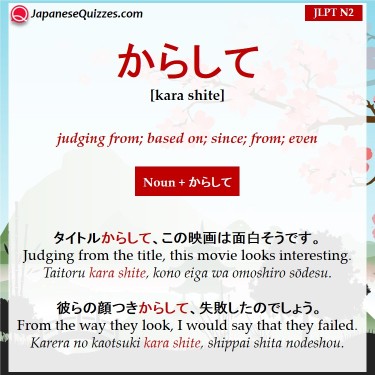 JapaneseQuizzes.com
JLPT N2
からして
[kara shite]
judging from; based on; since; from; even
Noun + からして
タイトルからして、この映画は面白そうです。
Judging from the title, this movie looks interesting.
Taitoru kara shite, kono eiga wa omoshiro sōdesu.
彼らの顔つきからして、失敗したのでしょう。
From the way they look, I would say that they failed.
Karera no kaotsuki kara shite, shippai shita nodeshou.